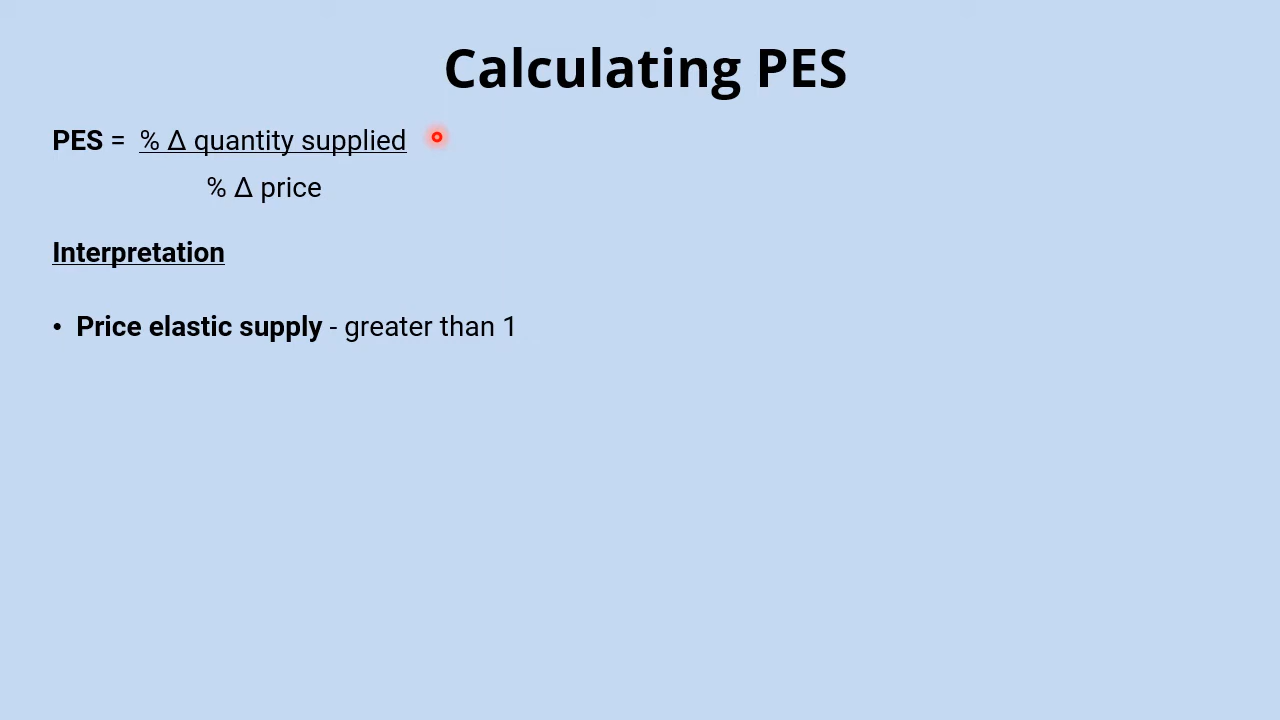 Calculating PES
PES = % Δ quantity supplied
% Δ price
Interpretation
• Price elastic supply - greater than 1